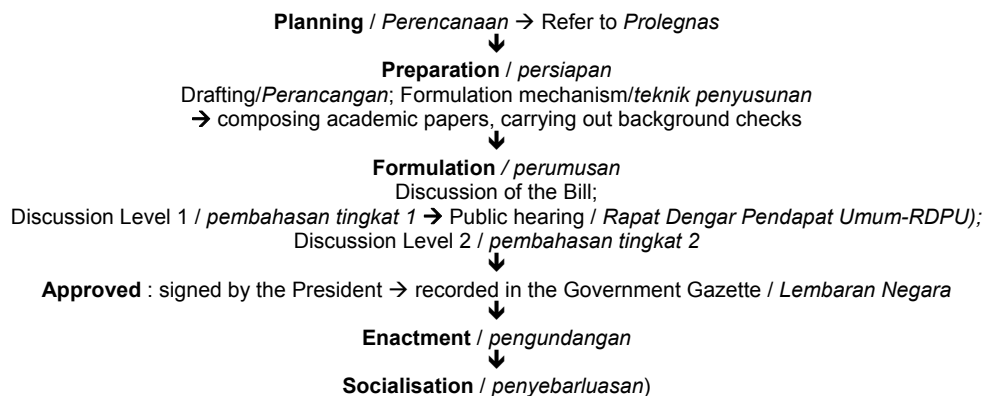 Planning / Perencanaan → Refer to Prolegnas
Preparation / persiapan
Drafting/Perancangan; Formulation mechanism/teknik penyusunan
→ composing academic papers, carrying out background checks
Formulation / perumusan
Discussion of the Bill;
Discussion Level 1 / pembahasan tingkat 1 → Public hearing / Rapat Dengar Pendapat Umum-RDPU);
Discussion Level 2 / pembahasan tingkat 2
Approved : signed by the President → recorded in the Government Gazette / Lembaran Negara
Enactment / pengundangan
Socialisation / penyebarluasan)